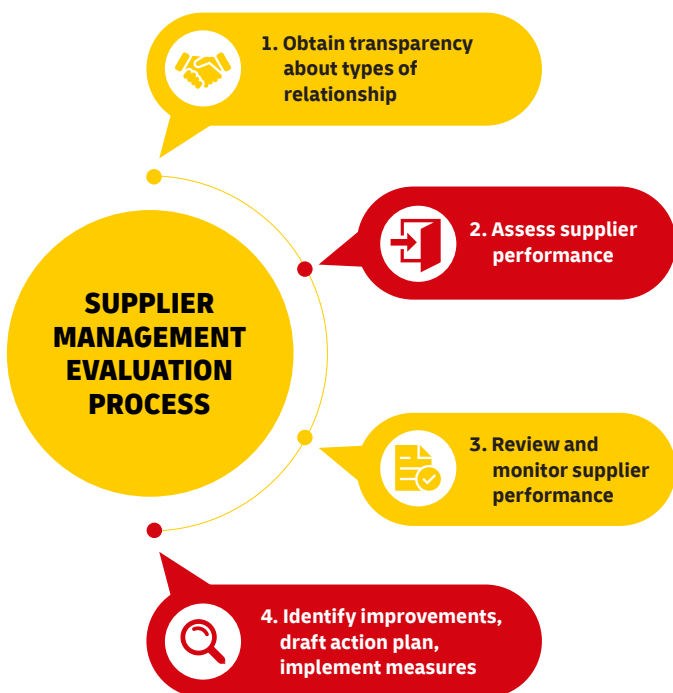 1. Obtain transparency
about types of
relationship
2. Assess supplier
performance
SUPPLIER
MANAGEMENT
EVALUATION
PROCESS
3. Review and
monitor supplier
performance
4. Identify improvements,
draft action plan,
implement measures